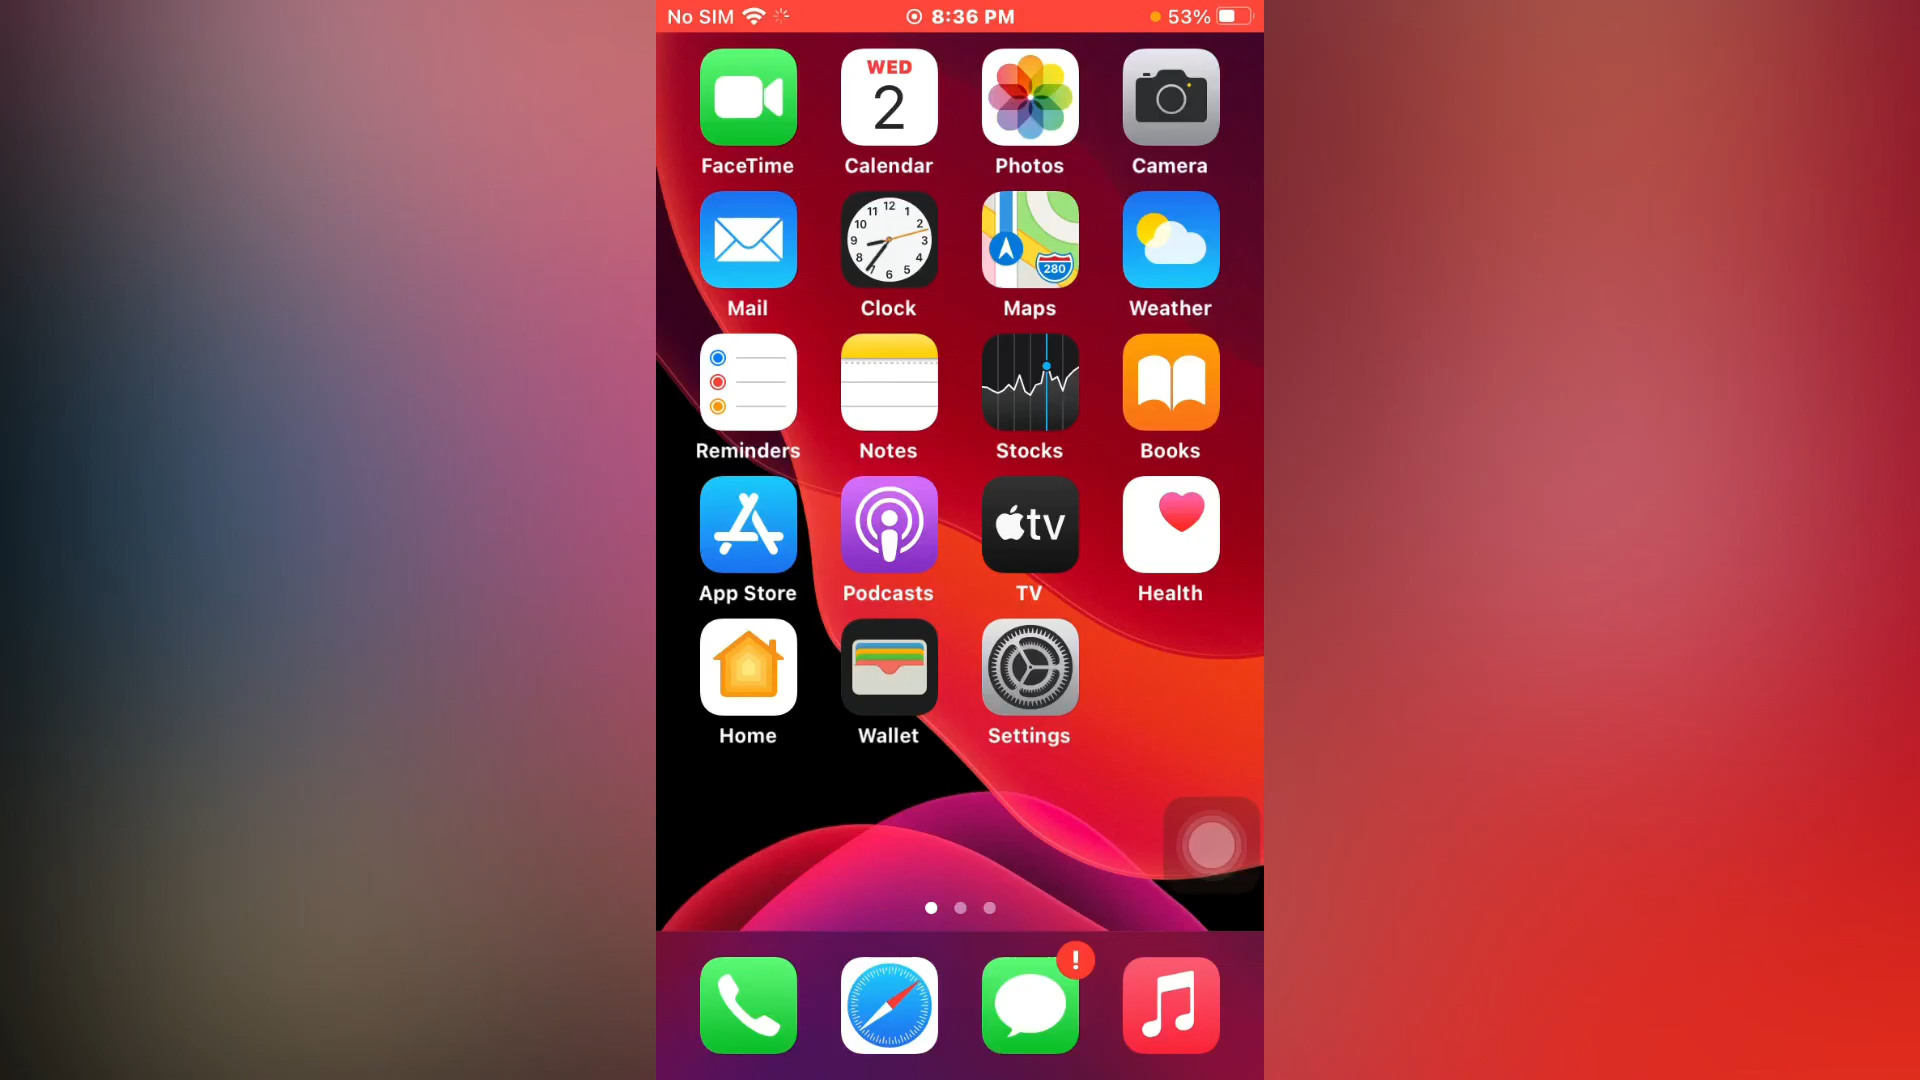 No SIM 8:36 PM 53%
WED
2
FaceTime Calendar Photos Camera
12
11 1
10 2
9 3
8 4
7 5
6
280
Mail Clock Maps Weather
Reminders Notes Stocks Books
tv
App Store Podcasts TV Health
Home Wallet Settings
!